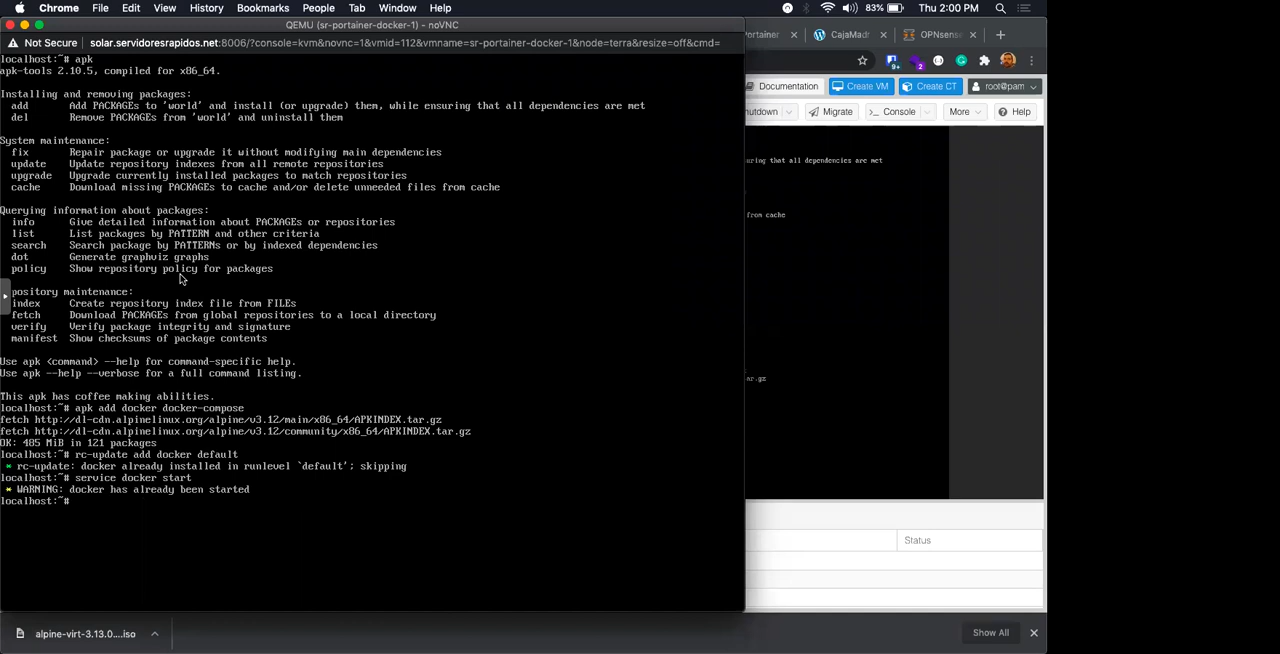 Chrome File Edit View History Bookmarks People Tab Window Help 83% Thu 2:00 PM
QEMU (sr-portainer-docker-1) - noVNC
Not Secure solar.servidoresrapidos.net:8006/?console=kvm&novnc=1&vmid=112&vmname=sr-portainer-docker-1&node=terra&resize=off&cmd=
ortainer CajaMadr OPNsens
localhost:~# apk
apk-tools 2.10.5, compiled for x86_64.
Documentation Create VM Create CT root@pam
Installing and removing packages:
add Add PACKAGEs to 'world' and install (or upgrade) them, while ensuring that all dependencies are met
del Remove PACKAGEs from 'world' and uninstall them
utdown Migrate >_ Console More Help
System maintenance:
fix Repair package or upgrade it without modifying main dependencies
update Update repository indexes from all remote repositories
upgrade Upgrade currently installed packages to match repositories
cache Download missing PACKAGEs to cache and/or delete unneeded files from cache
uring that all dependencies are met
from cache
Querying information about packages:
info Give detailed information about PACKAGEs or repositories
list List packages by PATTERN and other criteria
search Search package by PATTERNs or by indexed dependencies
dot Generate graphviz graphs
policy Show repository policy for packages
pository maintenance:
index Create repository index file from FILEs
fetch Download PACKAGEs from global repositories to a local directory
verify Verify package integrity and signature
manifest Show checksums of package contents
Use apk <command> --help for command-specific help.
Use apk --help --verbose for a full command listing.
tar.gz
This apk has coffee making abilities.
localhost:~# apk add docker docker-compose
fetch http://dl-cdn.alpinelinux.org/alpine/v3.12/main/x86_64/APKINDEX.tar.gz
fetch http://dl-cdn.alpinelinux.org/alpine/v3.12/community/x86_64/APKINDEX.tar.gz
OK: 485 MiB in 121 packages
localhost:~# rc-update add docker default
* rc-update: docker already installed in runlevel `default'; skipping
localhost:~# service docker start
* WARNING: docker has already been started
localhost:~#
Status
alpine-virt-3.13.0....iso
Show All